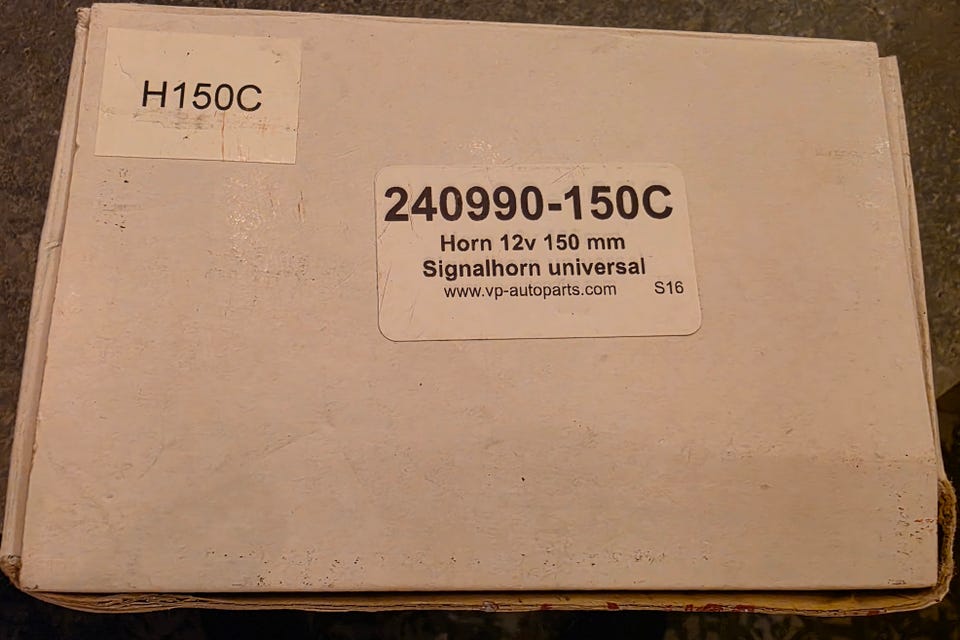 H150C
240990-150C
Horn 12v 150 mm
Signalhorn universal
www.vp-autoparts.com S16